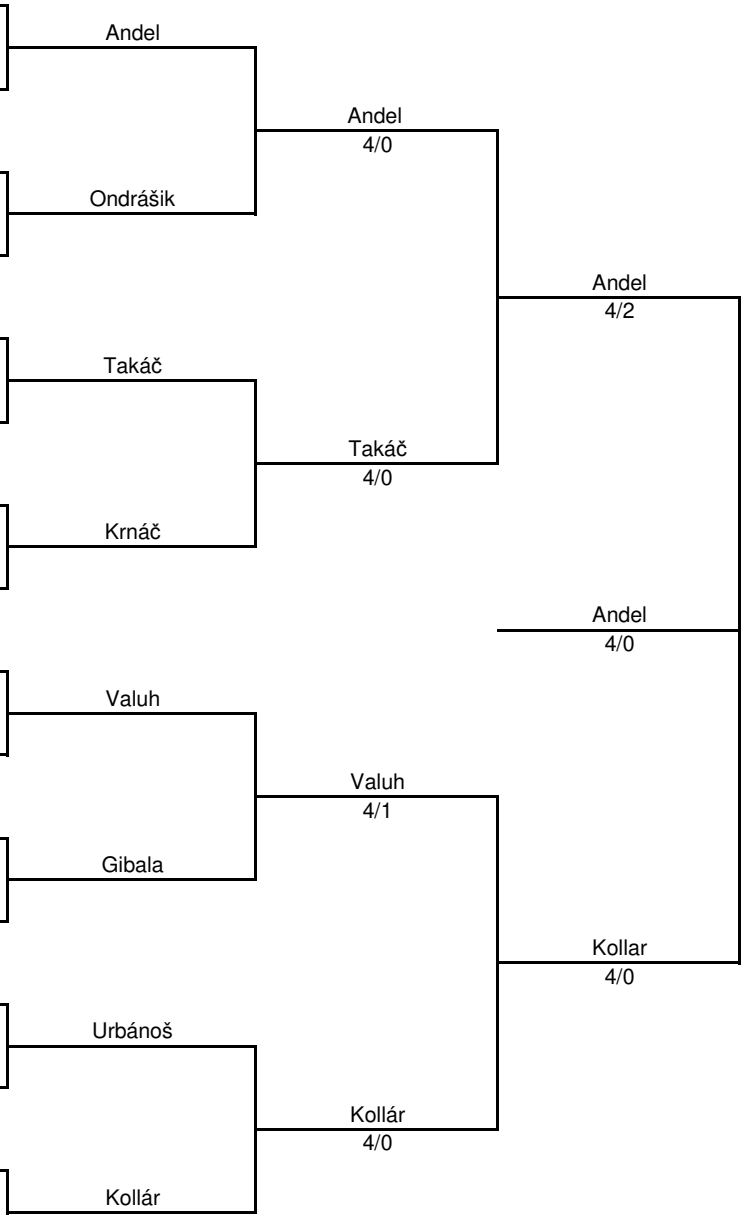 Andel
Andel
4/0
Ondrášik
Andel
4/2
Takáč
Takáč
4/0
Krnáč
Andel
4/0
Valuh
Valuh
4/1
Gibala
Kollar
4/0
Urbánoš
Kollár
4/0
Kollár